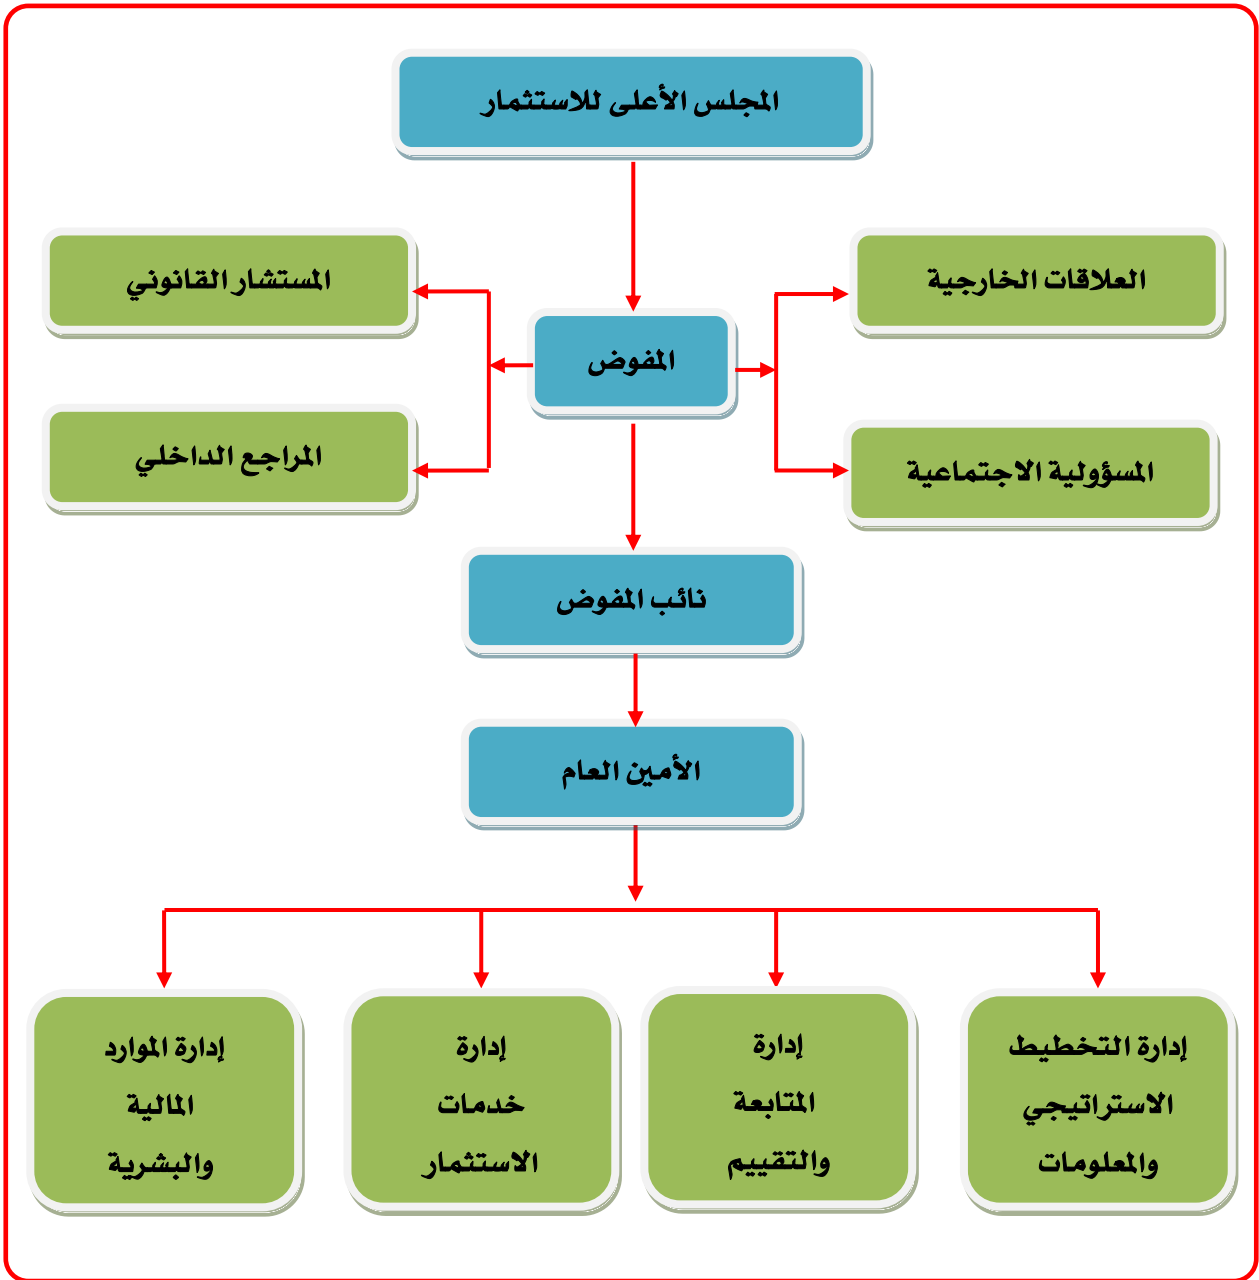 المجلس الأعلى للاستثمار
العلاقات الخارجية
المستشار القانوني
المفوض
المسؤولية الاجتماعية
المراجع الداخلي
نائب المفوض
الأمين العام
إدارة التخطيط
الاستراتيجي
والمعلومات
إدارة
المتابعة
والتقييم
إدارة
خدمات
الاستثمار
إدارة الموارد
المالية
والبشرية